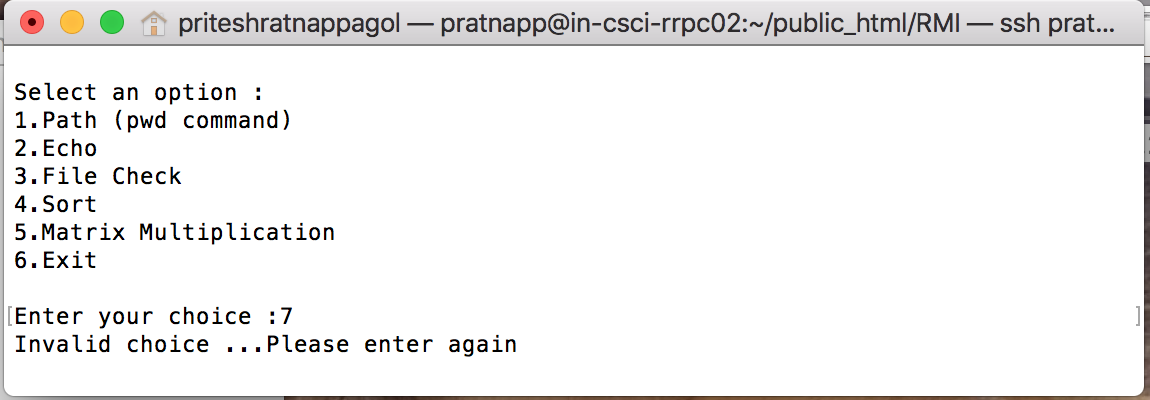 priteshratnappagol — pratnapp@in-csci-rrpc02:~/public_html/RMI — ssh prat...
Select an option :
1.Path (pwd command)
2.Echo
3.File Check
4.Sort
5.Matrix Multiplication
6.Exit
[Enter your choice :7 ]
Invalid choice ...Please enter again